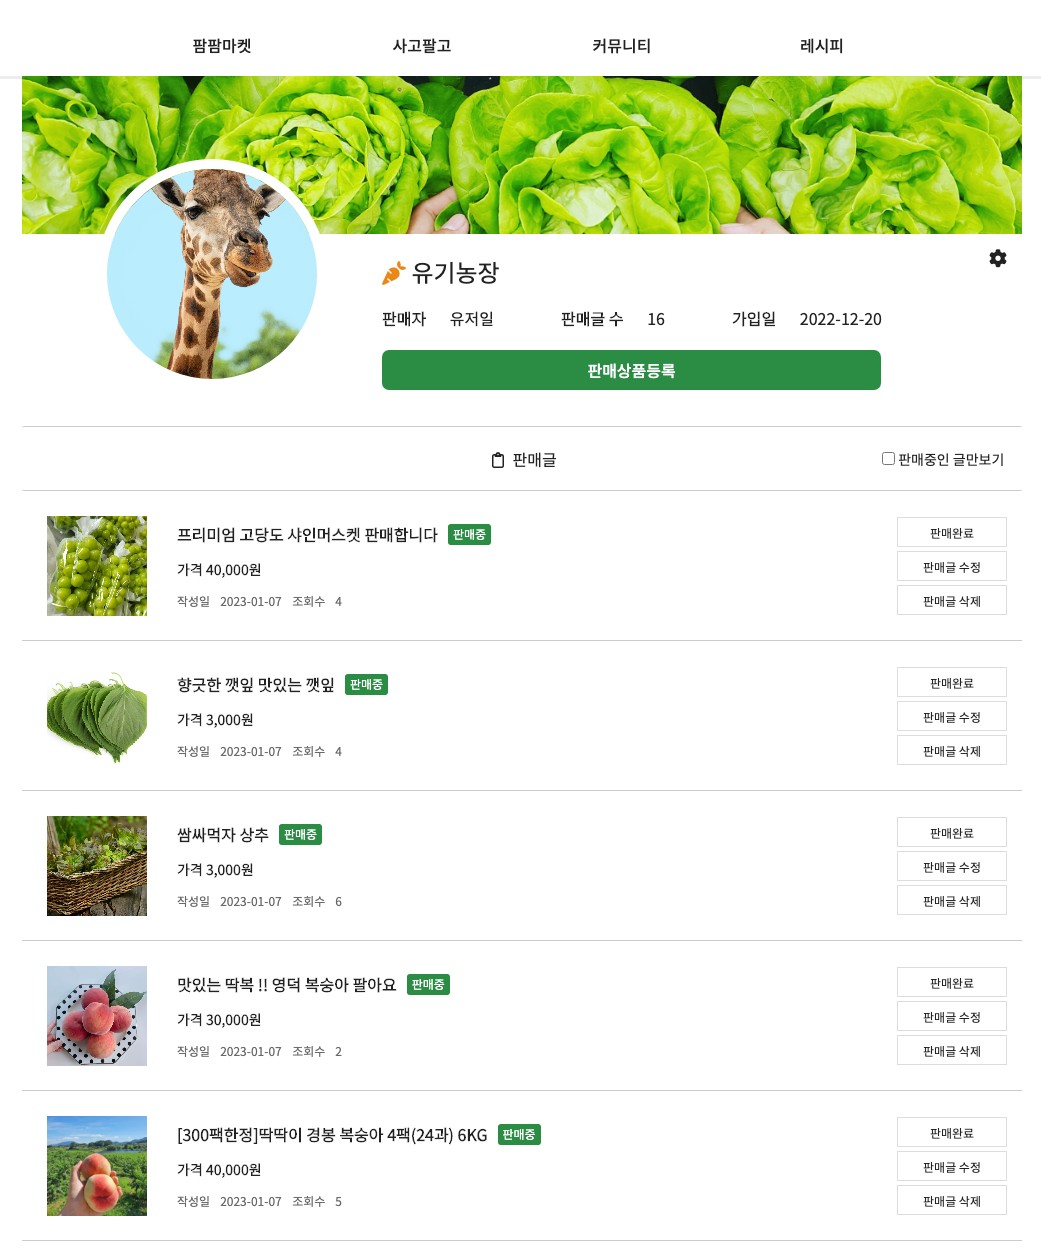 팜팜마켓 사고팔고 커뮤니티 레시피
유기농장
판매자 유저일 판매글 수 16 가입일 2022-12-20
판매상품등록
판매글 판매중인 글만보기
프리미엄 고당도 샤인머스켓 판매합니다 판매중
가격 40,000원
작성일 2023-01-07 조회수 4
판매완료
판매글 수정
판매글 삭제
향긋한 깻잎 맛있는 깻잎 판매중
가격 3,000원
작성일 2023-01-07 조회수 4
판매완료
판매글 수정
판매글 삭제
쌈싸먹자 상추 판매중
가격 3,000원
작성일 2023-01-07 조회수 6
판매완료
판매글 수정
판매글 삭제
맛있는 딱복 !! 영덕 복숭아 팔아요 판매중
가격 30,000원
작성일 2023-01-07 조회수 2
판매완료
판매글 수정
판매글 삭제
[300팩한정]딱딱이 경봉 복숭아 4팩(24과) 6KG 판매중
가격 40,000원
작성일 2023-01-07 조회수 5
판매완료
판매글 수정
판매글 삭제